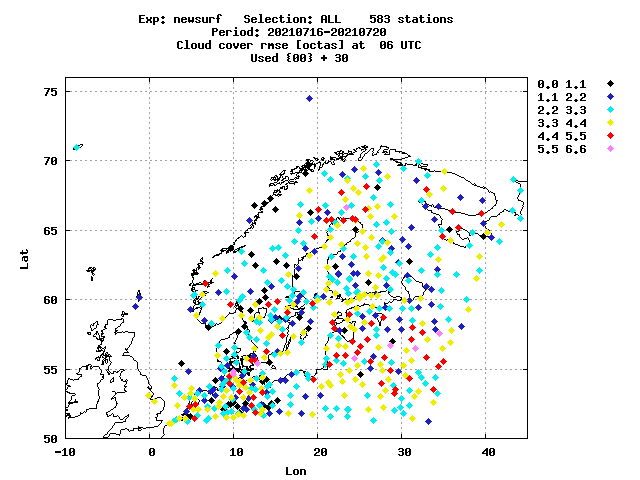 Exp: newsurf   Selection: ALL    583 stations
Period: 20210716-20210720
Cloud cover rmse [octas] at  06 UTC
Used {00} + 30
0.0 1.1
1.1 2.2
2.2 3.3
3.3 4.4
4.4 5.5
5.5 6.6
75
70
65
60
55
50
Lat
-10 0 10 20 30 40
Lon